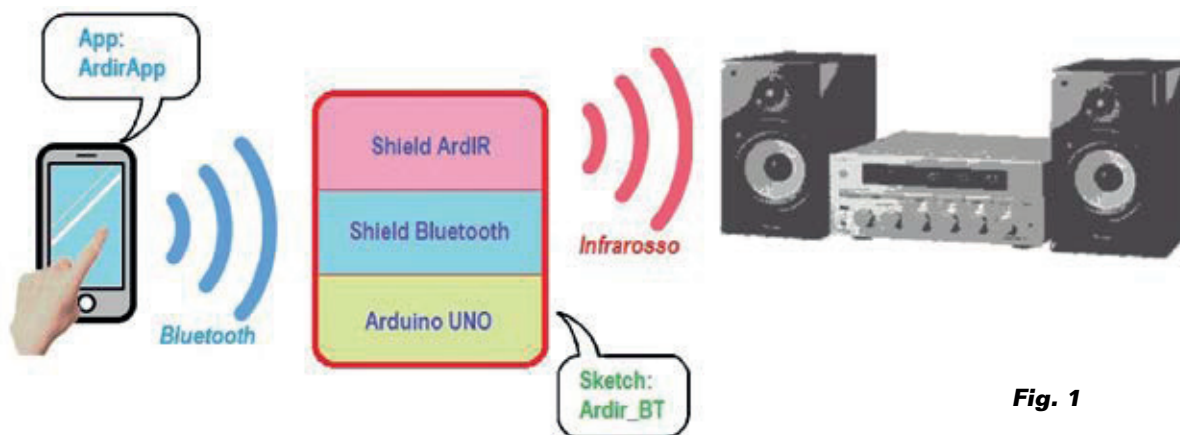 App:
ArdirApp
Bluetooth
Shield ArdIR
Shield Bluetooth
Arduino UNO
Infrarosso
Sketch:
Ardir_BT
Fig. 1